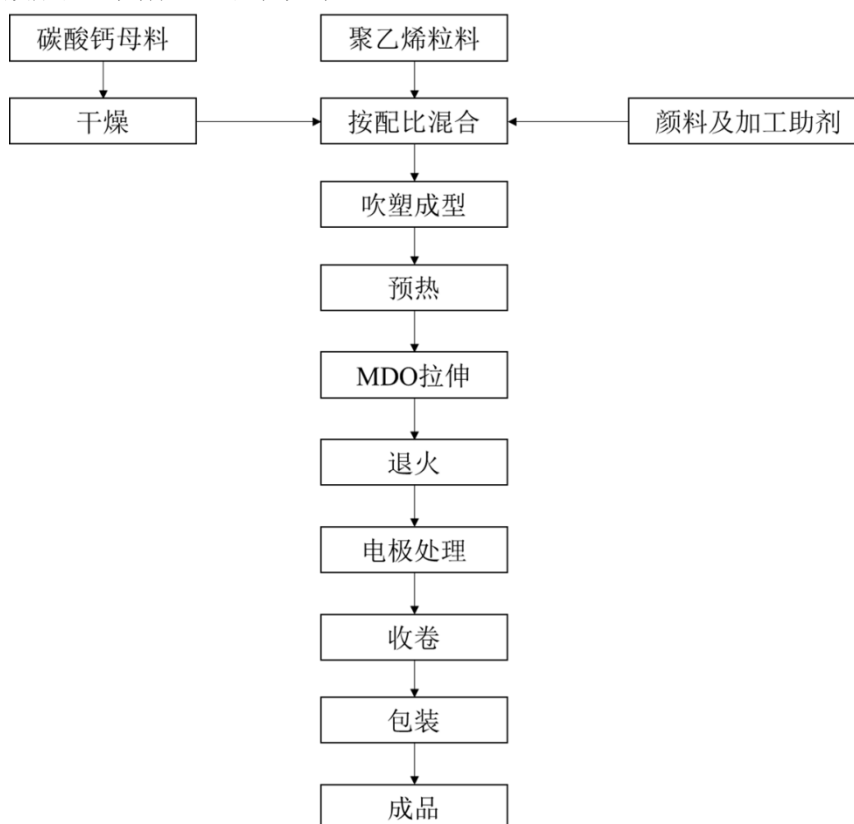 碳酸钙母料
聚乙烯粒料
干燥
按配比混合
颜料及加工助剂
吹塑成型
预热
MDO拉伸
退火
电极处理
收卷
包装
成品